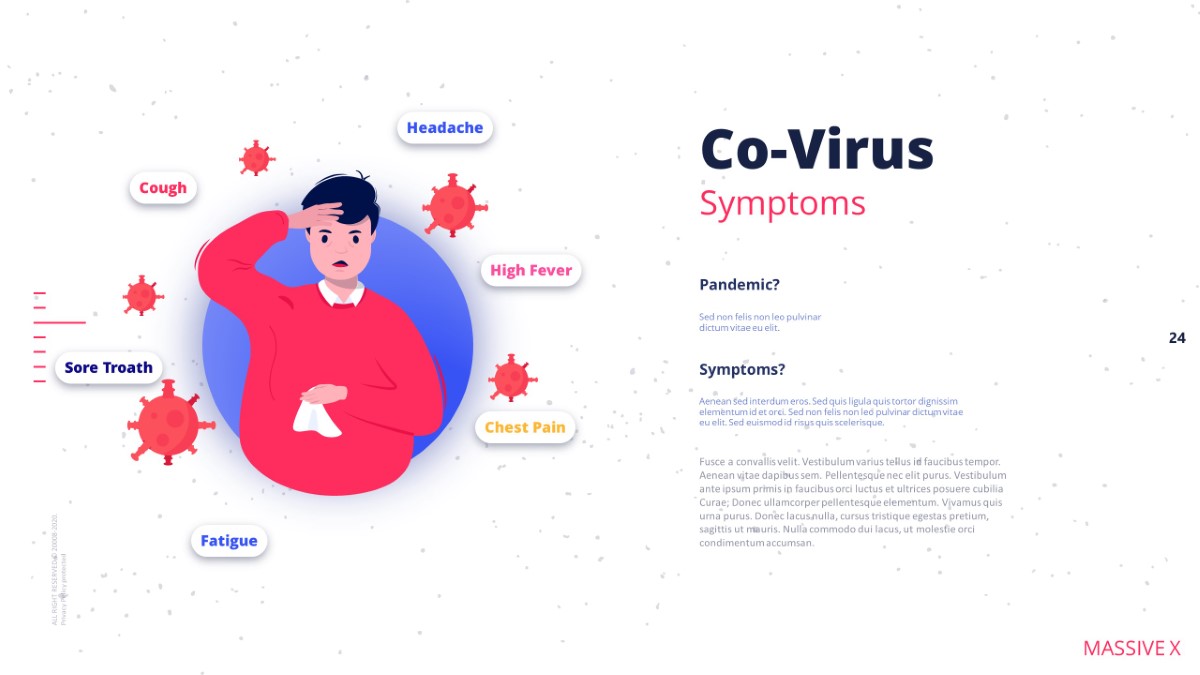 Headache
Cough
High Fever
Sore Troath
Chest Pain
Fatigue
Co-Virus
Symptoms
Pandemic?
Sed non felis non leo pulvinar
dictum vitae eu elit.
Symptoms?
Aenean sed interdum eros. Sed quis ligula quis tortor dignissim
elementum id et orci. Sed non felis non led pulvinar dictum vitae
eu elit. Sed euismod id risus quis scelerisque.
Fusce a convallis velit. Vestibulum varius tellus id faucibus tempor.
Aenean vitae dapibus sem. Pellentesque nec elit purus. Vestibulum
ante ipsum primis in faucibus orci luctus et ultrices posuere cubilia
Curae; Donec ullamcorper pellentesque elementum. Vivamus quis
urna purus. Donec lacus nulla, cursus tristique egestas pretium,
sagittis ut mauris. Nulla commodo dui lacus, ut molestie orci
condimentum accumsan.
24
ALL RIGHT RESERVED
Privacy Policy protected
MASSIVE X